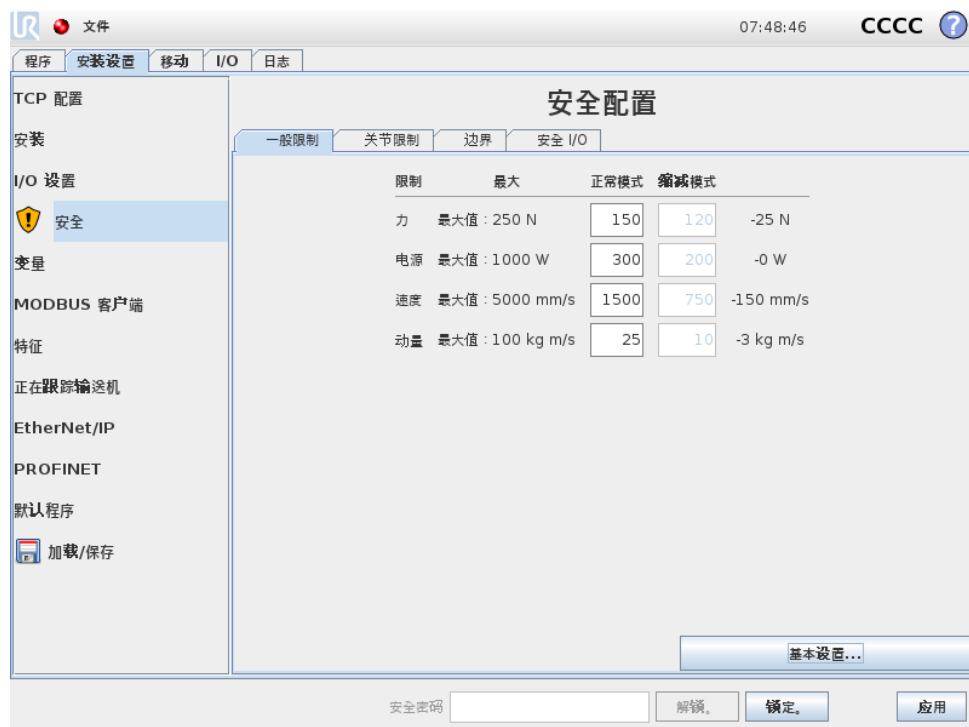 UR 文件 07:48:46 CCCC ?
程序 安装设置 移动 I/O 日志
TCP 配置
安装
I/O 设置
安全
变量
MODBUS 客户端
特征
正在跟踪输送机
EtherNet/IP
PROFINET
默认程序
加载/保存
安全配置
一般限制 关节限制 边界 安全 I/O
限制 最大 正常模式 缩减模式
力 最大值：250 N 150 120 -25 N
电源 最大值：1000 W 300 200 -0 W
速度 最大值：5000 mm/s 1500 750 -150 mm/s
动量 最大值：100 kg m/s 25 10 -3 kg m/s
基本设置...
安全密码 解锁。 锁定。 应用